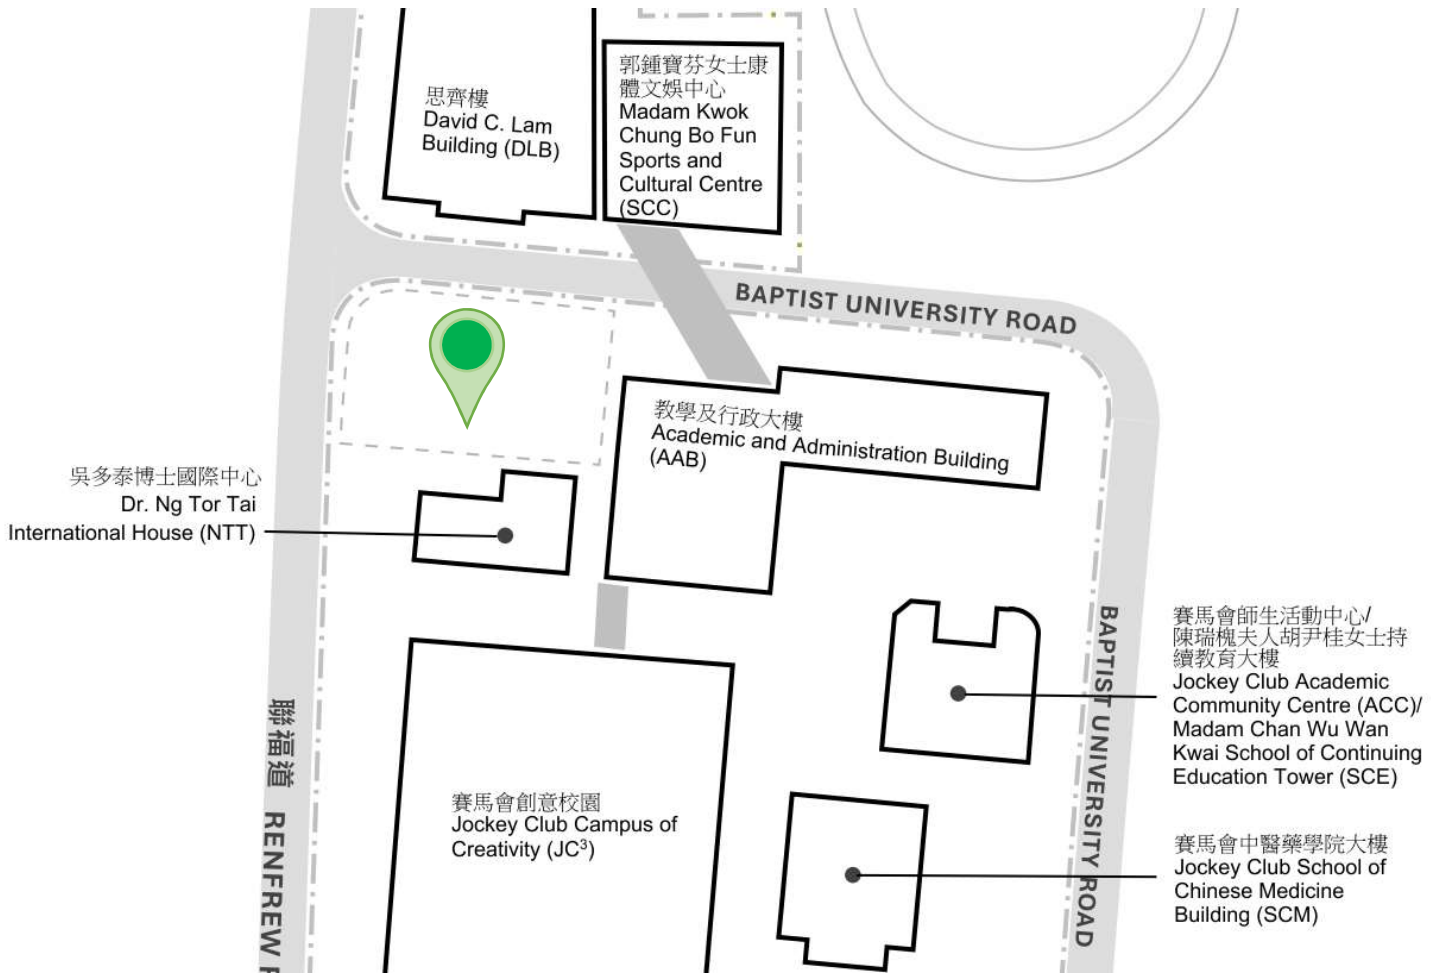 思齊樓
David C. Lam
Building (DLB)
郭鍾寶芬女士康
體文娛中心
Madam Kwok
Chung Bo Fun
Sports and
Cultural Centre
(SCC)
BAPTIST UNIVERSITY ROAD
教學及行政大樓
Academic and Administration Building
(AAB)
吳多泰博士國際中心
Dr. Ng Tor Tai
International House (NTT)
賽馬會師生活動中心/
陳瑞槐夫人胡尹桂女士持
續教育大樓
Jockey Club Academic
Community Centre (ACC)/
Madam Chan Wu Wan
Kwai School of Continuing
Education Tower (SCE)
BAPTIST UNIVERSITY ROAD
聯福道 RENFREW
賽馬會創意校園
Jockey Club Campus of
Creativity (JC³)
賽馬會中醫藥學院大樓
Jockey Club School of
Chinese Medicine
Building (SCM)